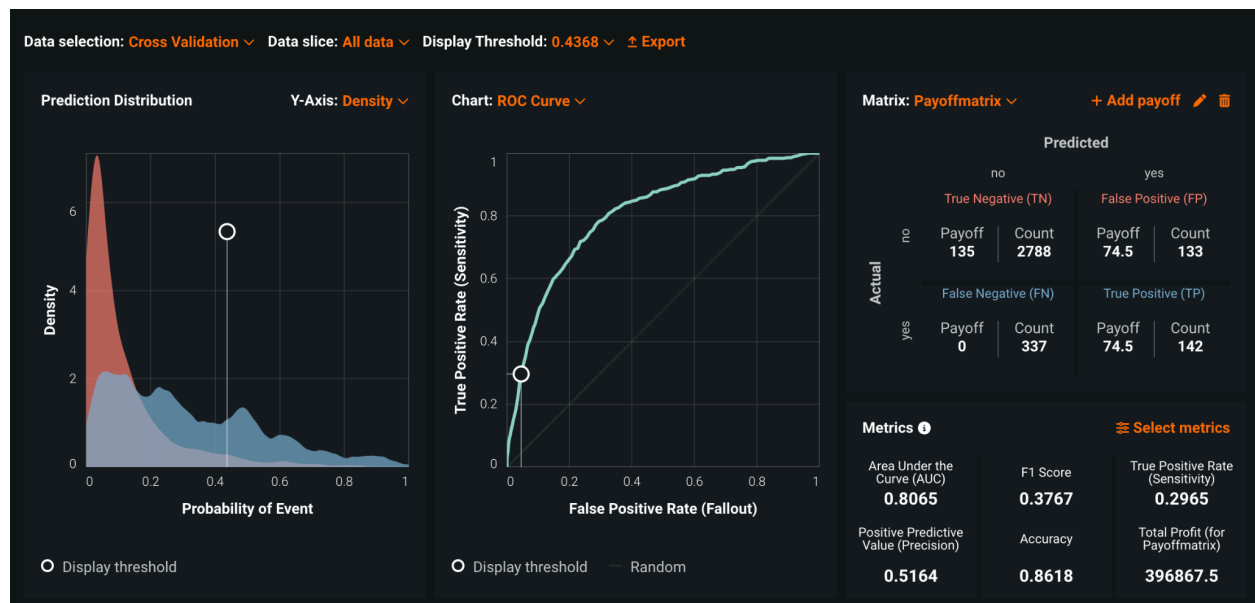 Data selection: Cross Validation Data slice: All data Display Threshold: 0.4368 Export
Prediction Distribution Y-Axis: Density
6
4
2
0
Density
0 0.2 0.4 0.6 0.8 1
Probability of Event
Display threshold
Chart: ROC Curve
1
0.8
0.6
0.4
0.2
0
True Positive Rate (Sensitivity)
0 0.2 0.4 0.6 0.8 1
False Positive Rate (Fallout)
Display threshold Random
Matrix: Payoffmatrix + Add payoff
Predicted
no yes
Actual
no
yes
True Negative (TN) False Positive (FP)
Payoff Count Payoff Count
135 2788 74.5 133
False Negative (FN) True Positive (TP)
Payoff Count Payoff Count
0 337 74.5 142
Metrics Select metrics
Area Under the
Curve (AUC)
0.8065
F1 Score
0.3767
True Positive Rate
(Sensitivity)
0.2965
Positive Predictive
Value (Precision)
0.5164
Accuracy
0.8618
Total Profit (for
Payoffmatrix)
396867.5